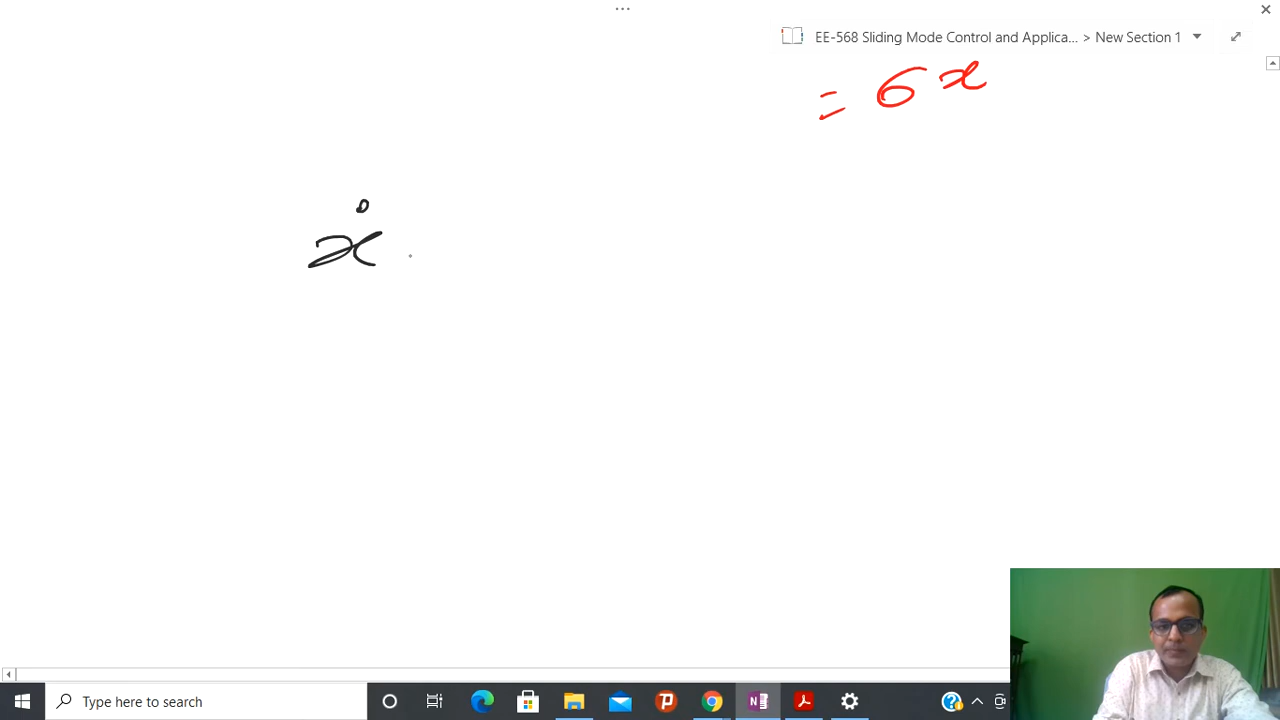 EE-568 Sliding Mode Control and Applica... > New Section 1
= 6x
ẋ
Type here to search